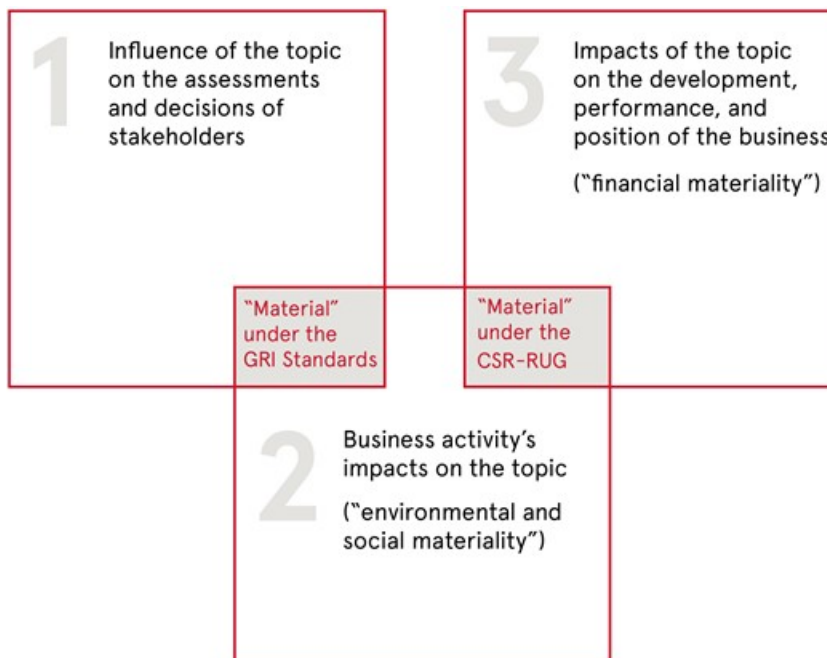 1
Influence of the topic
on the assessments
and decisions of
stakeholders
3
Impacts of the topic
on the development,
performance, and
position of the business
(“financial materiality”)
“Material”
under the
GRI Standards
“Material”
under the
CSR-RUG
2
Business activity’s
impacts on the topic
(“environmental and
social materiality”)